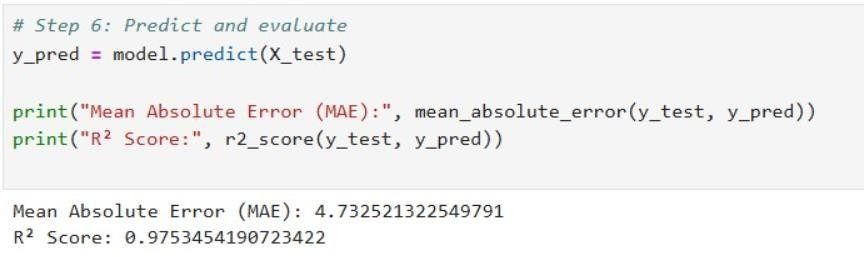 # Step 6: Predict and evaluate
y_pred = model.predict(X_test)
print("Mean Absolute Error (MAE):", mean_absolute_error(y_test, y_pred))
print("R² Score:", r2_score(y_test, y_pred))
Mean Absolute Error (MAE): 4.732521322549791
R² Score: 0.9753454190723422